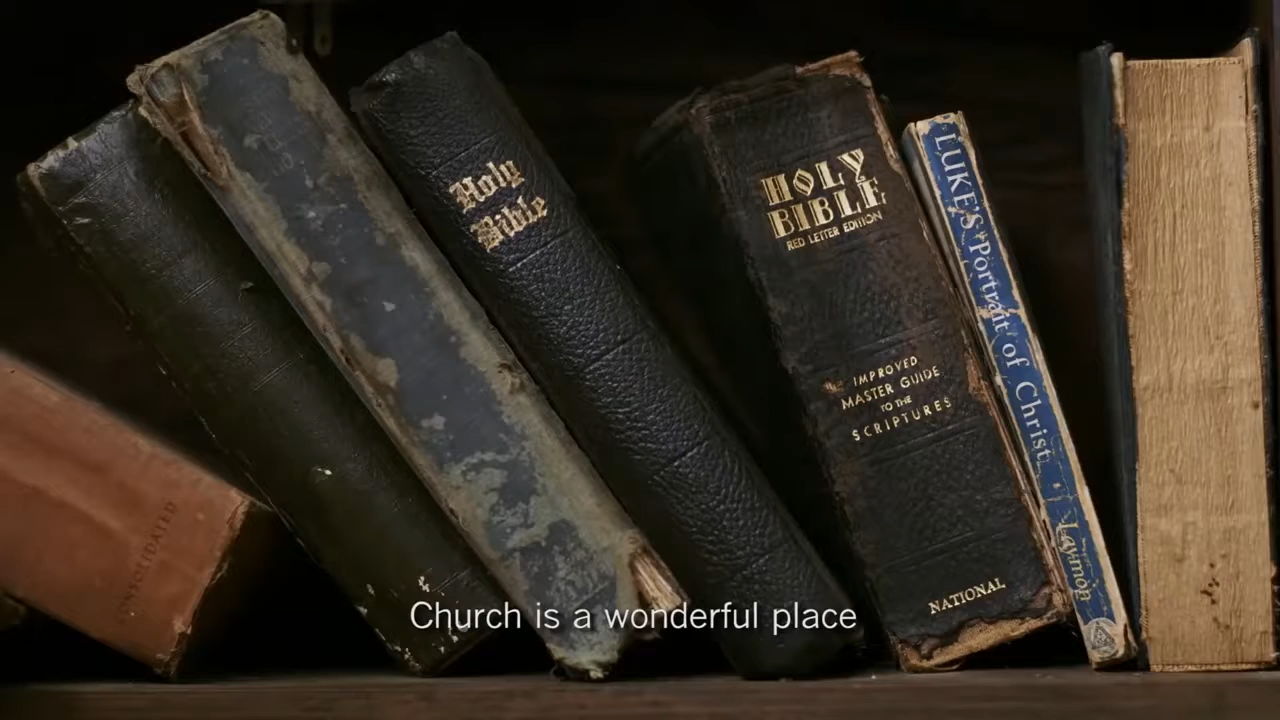 CONSOLIDATED
Holy
Bible
HOLY
BIBLE
RED LETTER EDITION
IMPROVED
MASTER GUIDE
TO THE
SCRIPTURES
NATIONAL
LUKE'S Portrait of Christ · Laymon
Church is a wonderful place